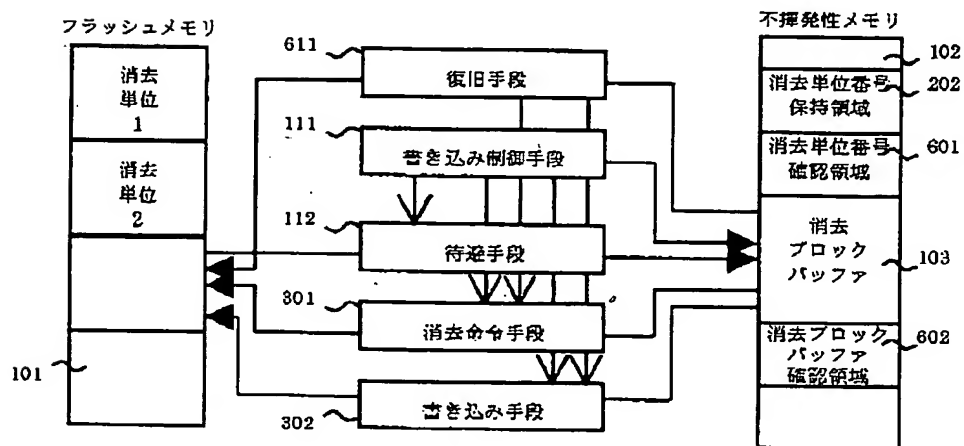 フラッシュメモリ
消去
単位
1
消去
単位
2
101
611
復旧手段
111
書き込み制御手段
112
待避手段
301
消去命令手段
302
書き込み手段
不揮発性メモリ
102
消去単位番号
保持領域
202
消去単位番号
確認領域
601
消去
ブロック
バッファ
103
消去ブロック
バッファ
確認領域
602